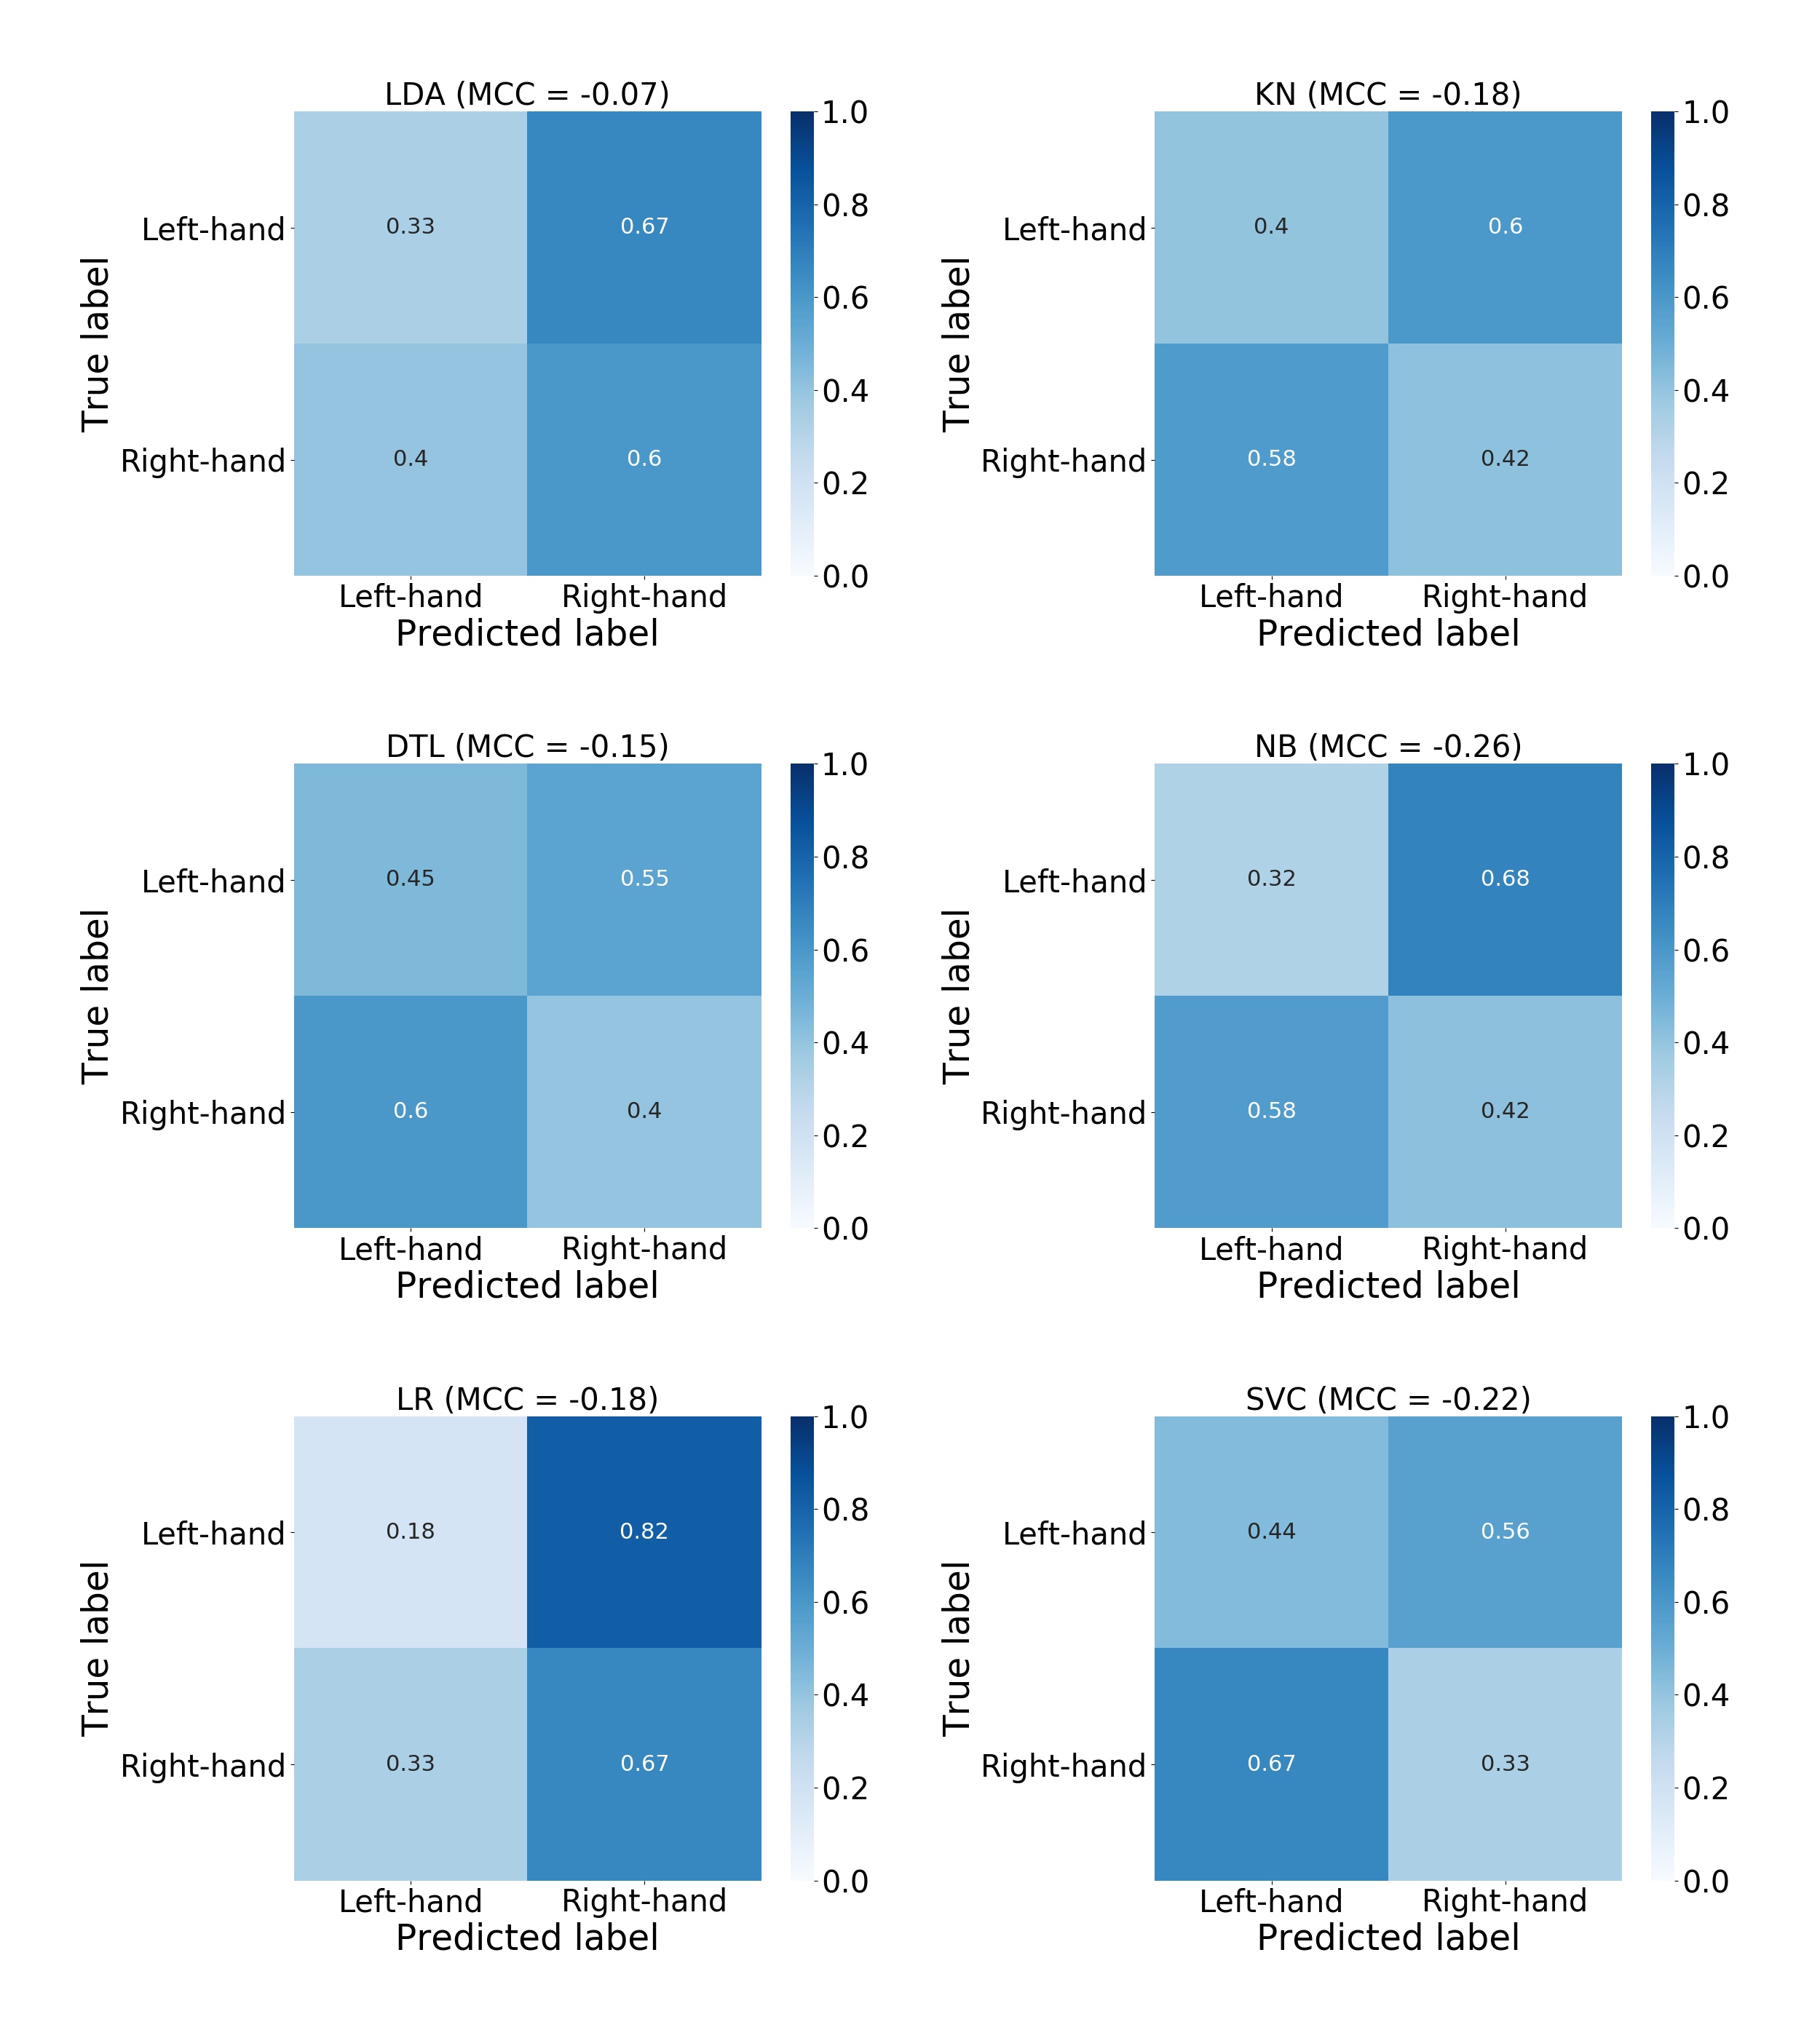 LDA (MCC = -0.07)
1.0
0.8
0.6
0.4
0.2
0.0
True label
Left-hand
Right-hand
0.33
0.67
0.4
0.6
Left-hand
Right-hand
Predicted label
KN (MCC = -0.18)
1.0
0.8
0.6
0.4
0.2
0.0
True label
Left-hand
Right-hand
0.4
0.6
0.58
0.42
Left-hand
Right-hand
Predicted label
DTL (MCC = -0.15)
1.0
0.8
0.6
0.4
0.2
0.0
True label
Left-hand
Right-hand
0.45
0.55
0.6
0.4
Left-hand
Right-hand
Predicted label
NB (MCC = -0.26)
1.0
0.8
0.6
0.4
0.2
0.0
True label
Left-hand
Right-hand
0.32
0.68
0.58
0.42
Left-hand
Right-hand
Predicted label
LR (MCC = -0.18)
1.0
0.8
0.6
0.4
0.2
0.0
True label
Left-hand
Right-hand
0.18
0.82
0.33
0.67
Left-hand
Right-hand
Predicted label
SVC (MCC = -0.22)
1.0
0.8
0.6
0.4
0.2
0.0
True label
Left-hand
Right-hand
0.44
0.56
0.67
0.33
Left-hand
Right-hand
Predicted label